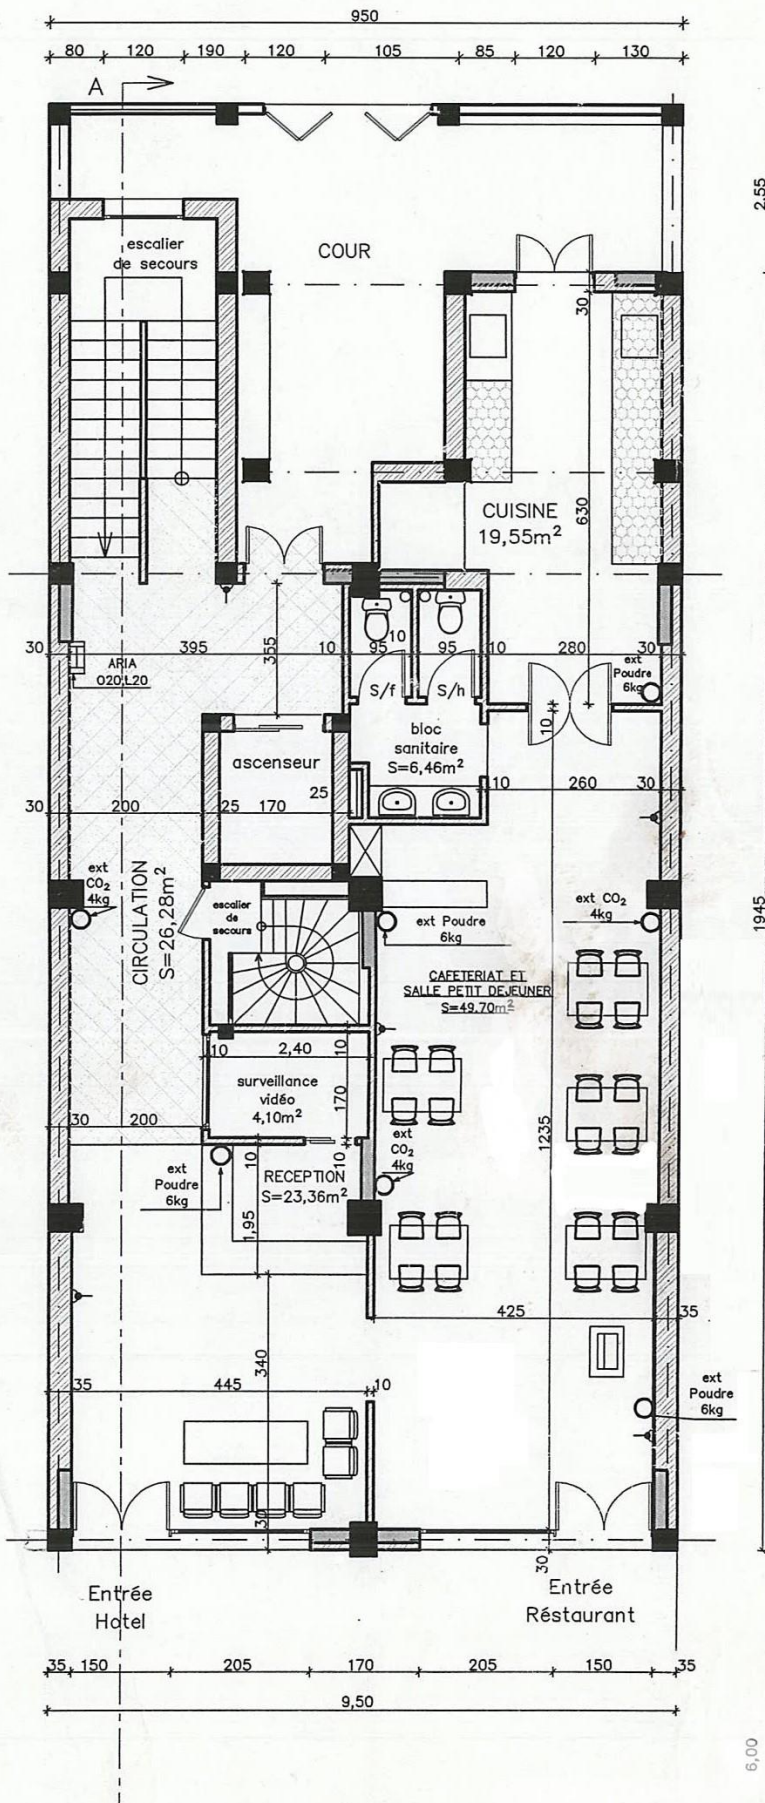 950
80 120 190 120 105 85 120 130
A
2.55
escalier
de secours
COUR
30
CUISINE
19,55m²
630
30 395 355 10 95 10 95 10 280 30
ARIA
020.L20
S/f S/h
ext
Poudre
6kg
bloc
sanitaire
S=6,46m²
10
ascenseur
10 260 30
30 200 25 170 25
ext
CO₂
4kg
CIRCULATION
S=26,28m²
escalier
de
secours
ext Poudre
6kg
ext CO₂
4kg
1945
CAFETERIAT ET
SALLE PETIT DEJEUNER
S=49.70m²
10 2,40 10
surveillance
vidéo
4,10m²
170
30 200
1235
ext
CO₂
4kg
ext
Poudre
6kg
10 10
RECEPTION
S=23,36m²
1,95
425 35
340
35 445 10
ext
Poudre
6kg
30
30
Entrée
Hotel
Entrée
Réstaurant
35 150 205 170 205 150 35
9,50
6,00